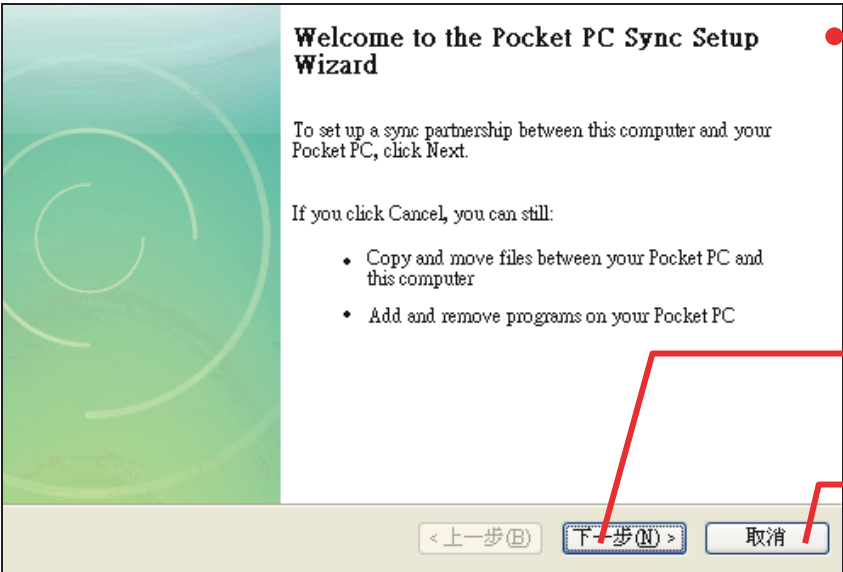 Welcome to the Pocket PC Sync Setup
Wizard
To set up a sync partnership between this computer and your
Pocket PC, click Next.
If you click Cancel, you can still:
• Copy and move files between your Pocket PC and
this computer
• Add and remove programs on your Pocket PC
<上一步(B) 下一步(N) > 取消